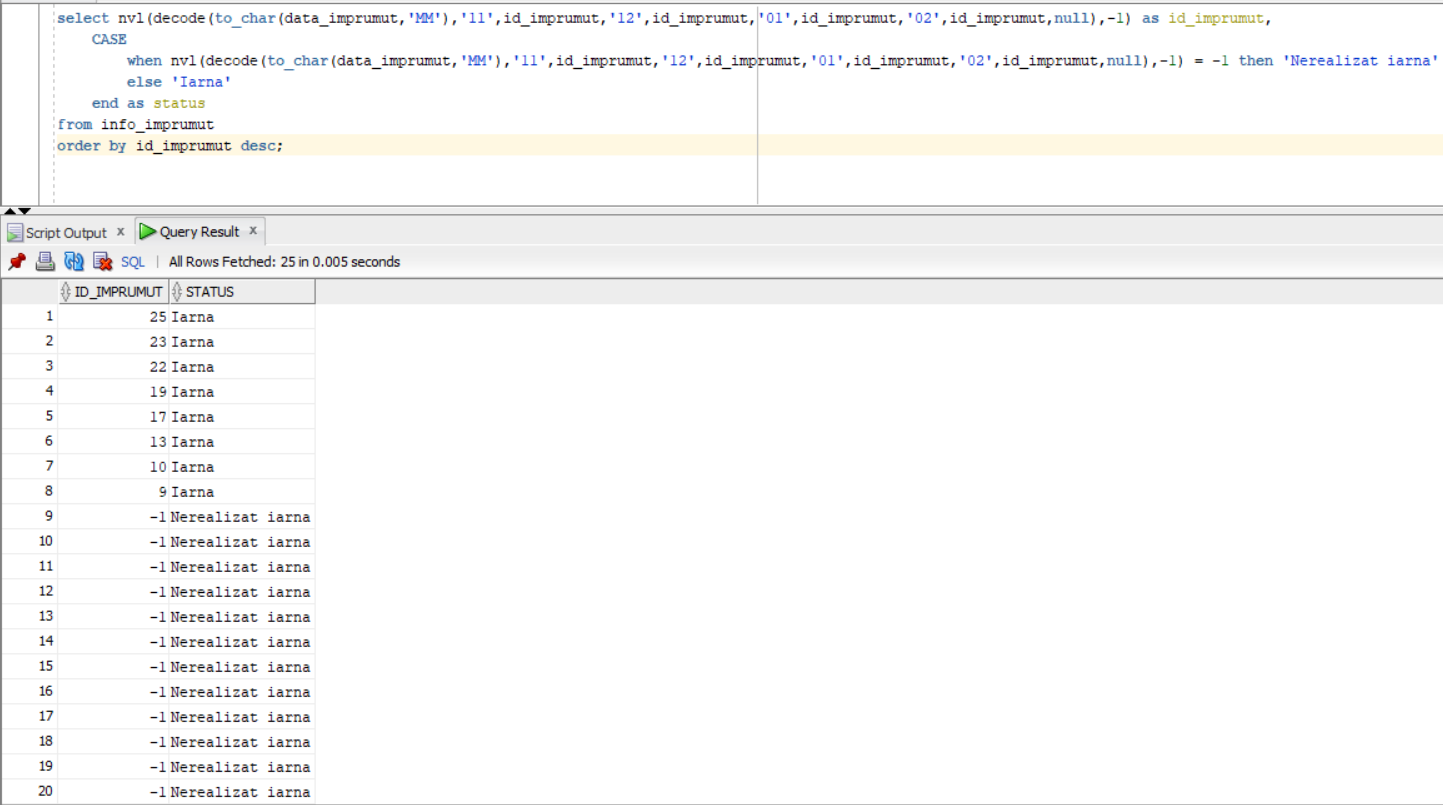 select nvl(decode(to_char(data_imprumut,'MM'),'11',id_imprumut,'12',id_imprumut,'01',id_imprumut,'02',id_imprumut,null),-1) as id_imprumut,
CASE
when nvl(decode(to_char(data_imprumut,'MM'),'11',id_imprumut,'12',id_imprumut,'01',id_imprumut,'02',id_imprumut,null),-1) = -1 then 'Nerealizat iarna'
else 'Iarna'
end as status
from info_imprumut
order by id_imprumut desc;
Script Output x Query Result x
SQL | All Rows Fetched: 25 in 0.005 seconds
ID_IMPRUMUT STATUS
1 25 Iarna
2 23 Iarna
3 22 Iarna
4 19 Iarna
5 17 Iarna
6 13 Iarna
7 10 Iarna
8 9 Iarna
9 -1 Nerealizat iarna
10 -1 Nerealizat iarna
11 -1 Nerealizat iarna
12 -1 Nerealizat iarna
13 -1 Nerealizat iarna
14 -1 Nerealizat iarna
15 -1 Nerealizat iarna
16 -1 Nerealizat iarna
17 -1 Nerealizat iarna
18 -1 Nerealizat iarna
19 -1 Nerealizat iarna
20 -1 Nerealizat iarna